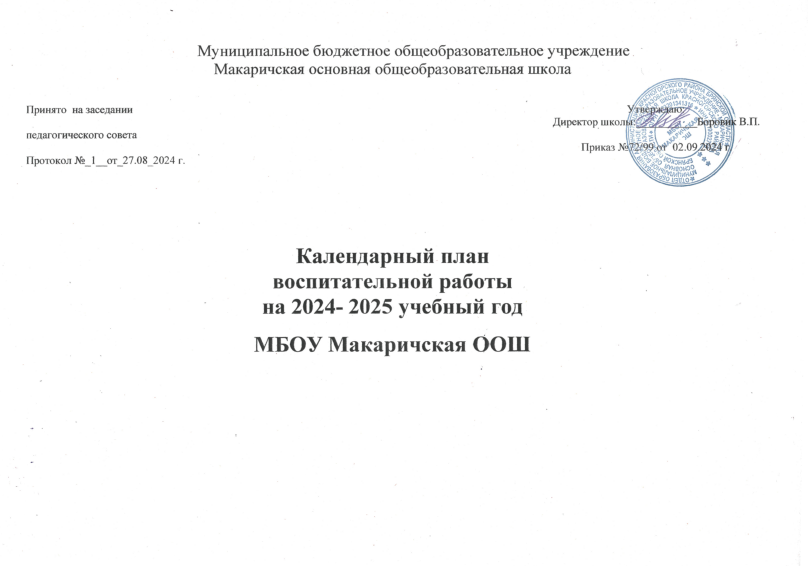 Муниципальное бюджетное общеобразовательное учреждение
Макаричская основная общеобразовательная школа
Принято на заседании
педагогического совета
Протокол №_1__от_27.08_2024 г.
Утверждаю:
Директор школы: Боровик В.П.
Приказ №72/99 от 02.09.2024 г.
Календарный план
воспитательной работы
на 2024- 2025 учебный год
МБОУ Макаричская ООШ